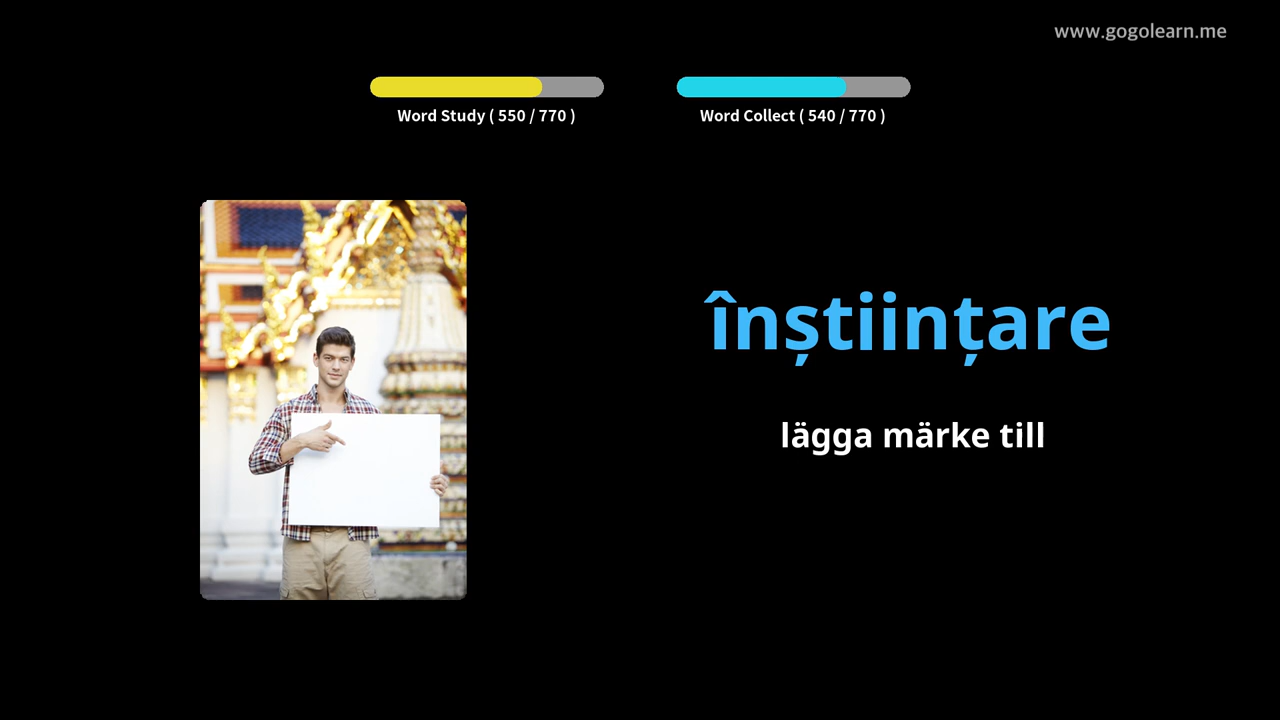 www.gogolearn.me
Word Study ( 550 / 770 )
Word Collect ( 540 / 770 )
înștiințare
lägga märke till